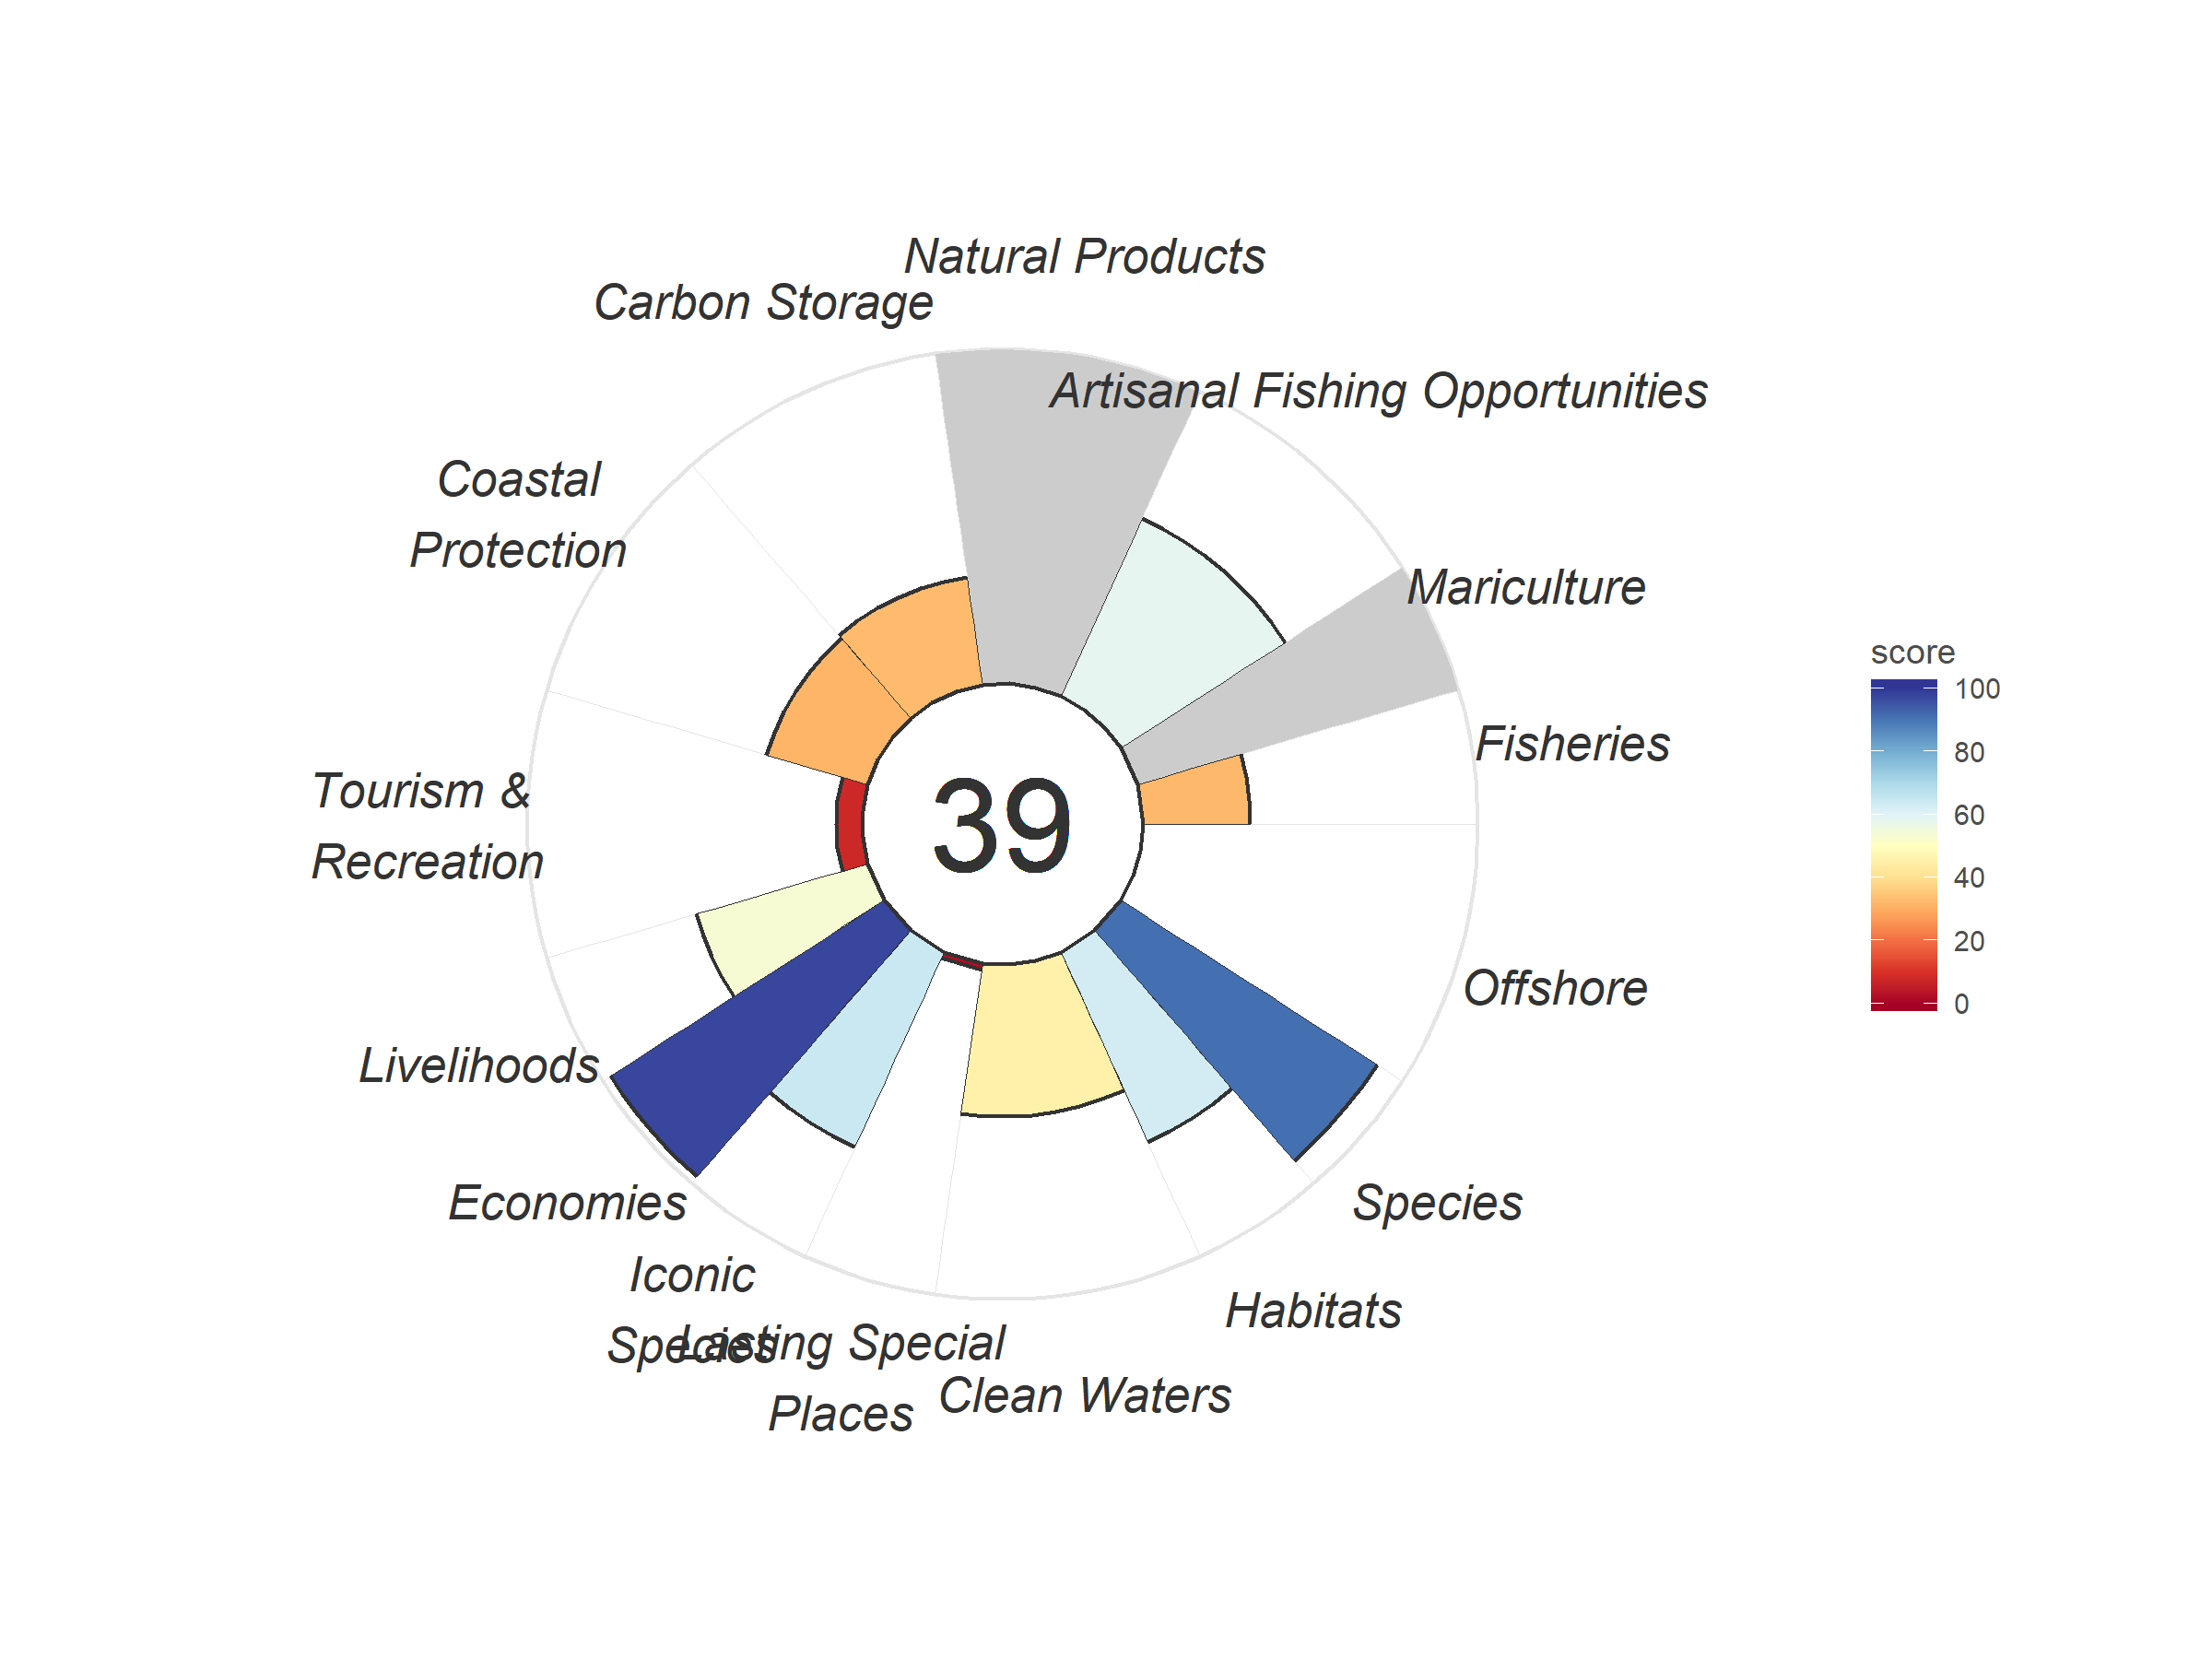 Natural Products
Carbon Storage
Artisanal Fishing Opportunities
Coastal
Protection
Mariculture
Fisheries
score
100
80
60
40
20
0
Tourism &
Recreation
39
Offshore
Livelihoods
Economies
Species
Iconic
Species
Habitats
Lasting Special
Places
Clean Waters